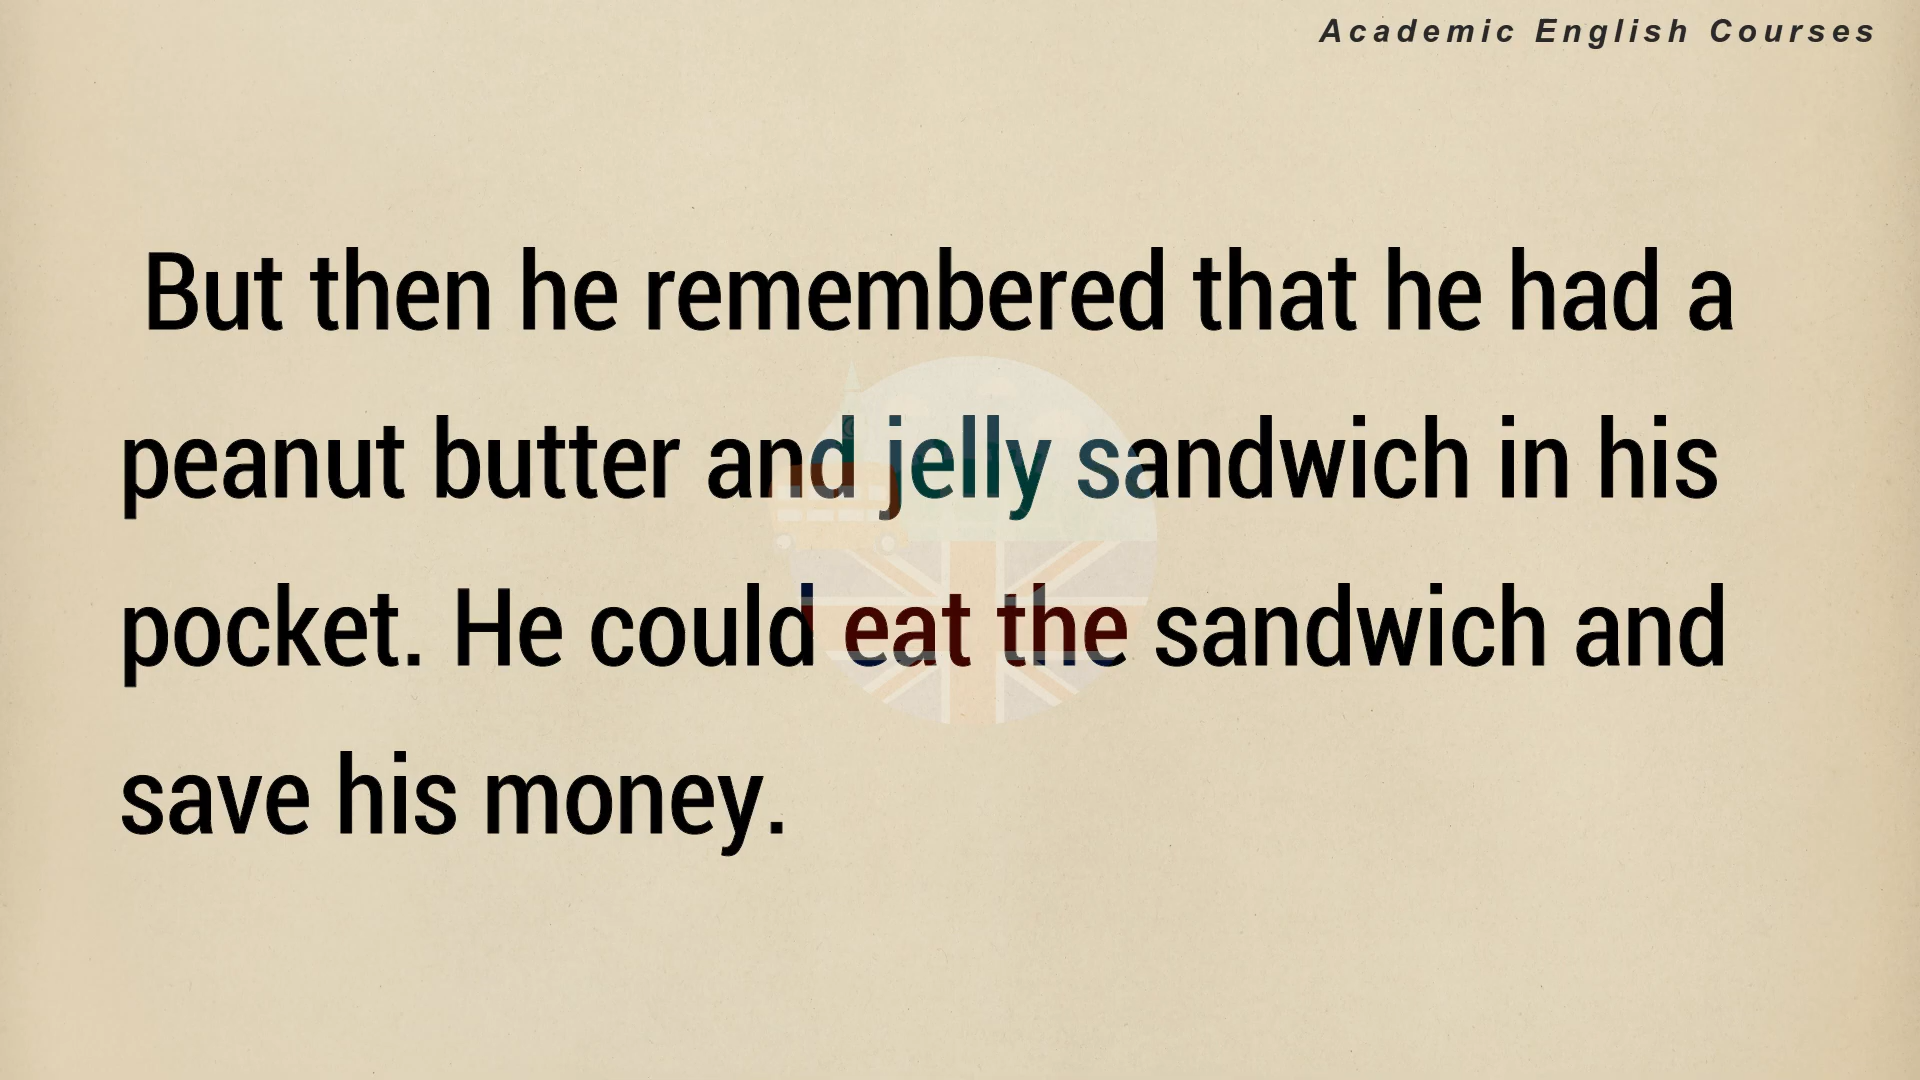 Academic English Courses
But then he remembered that he had a
peanut butter and jelly sandwich in his
pocket. He could eat the sandwich and
save his money.